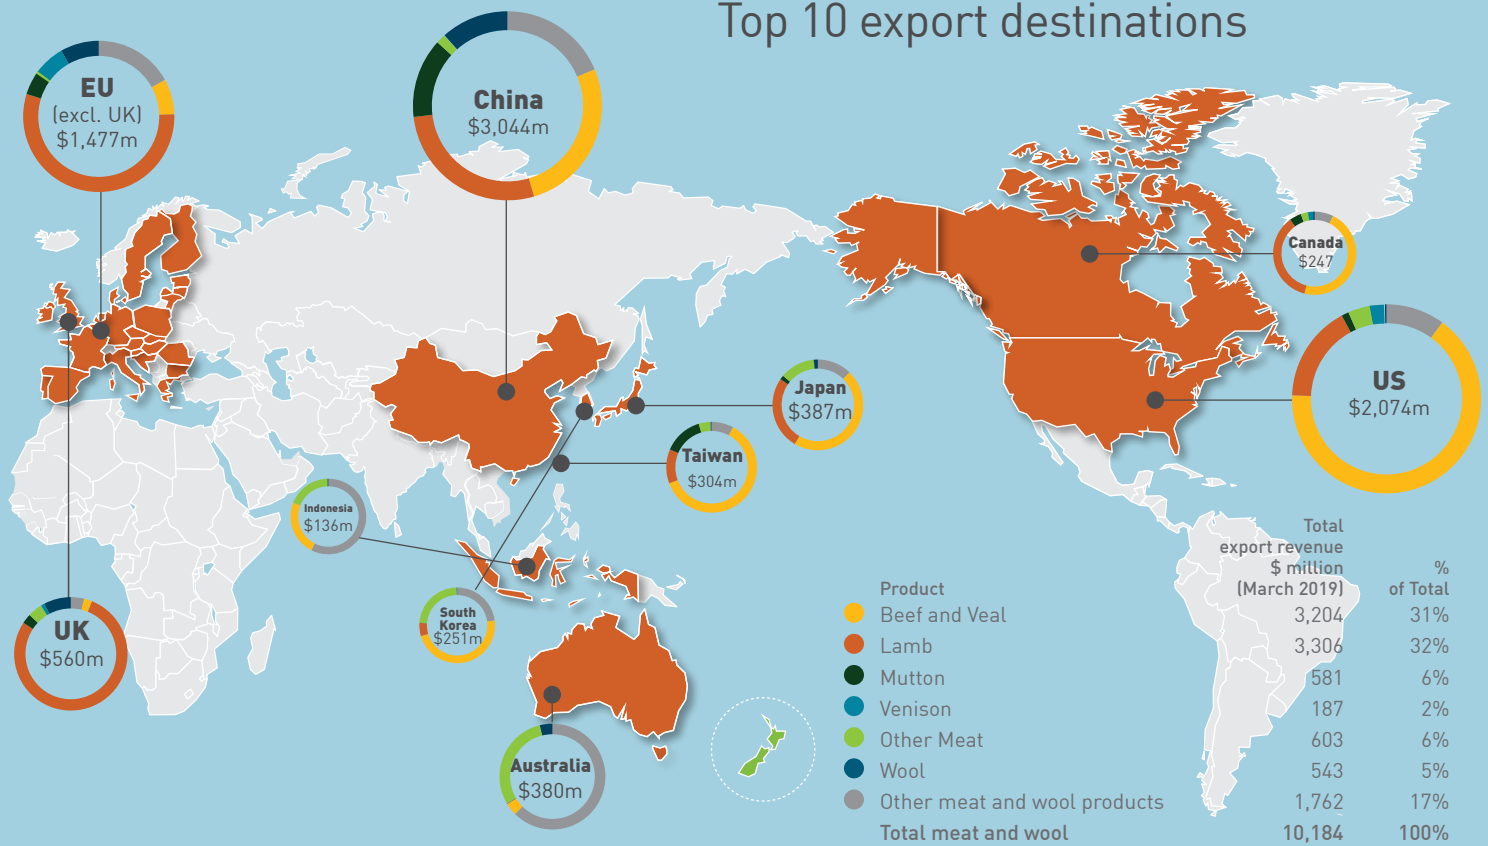 Top 10 export destinations
EU
(excl. UK)
$1,477m
China
$3,044m
Canada
$247
US
$2,074m
Japan
$387m
Taiwan
$304m
Indonesia
$136m
South
Korea
$251m
UK
$560m
Australia
$380m
Total
export revenue
$ million %
Product (March 2019) of Total
Beef and Veal 3,204 31%
Lamb 3,306 32%
Mutton 581 6%
Venison 187 2%
Other Meat 603 6%
Wool 543 5%
Other meat and wool products 1,762 17%
Total meat and wool 10,184 100%